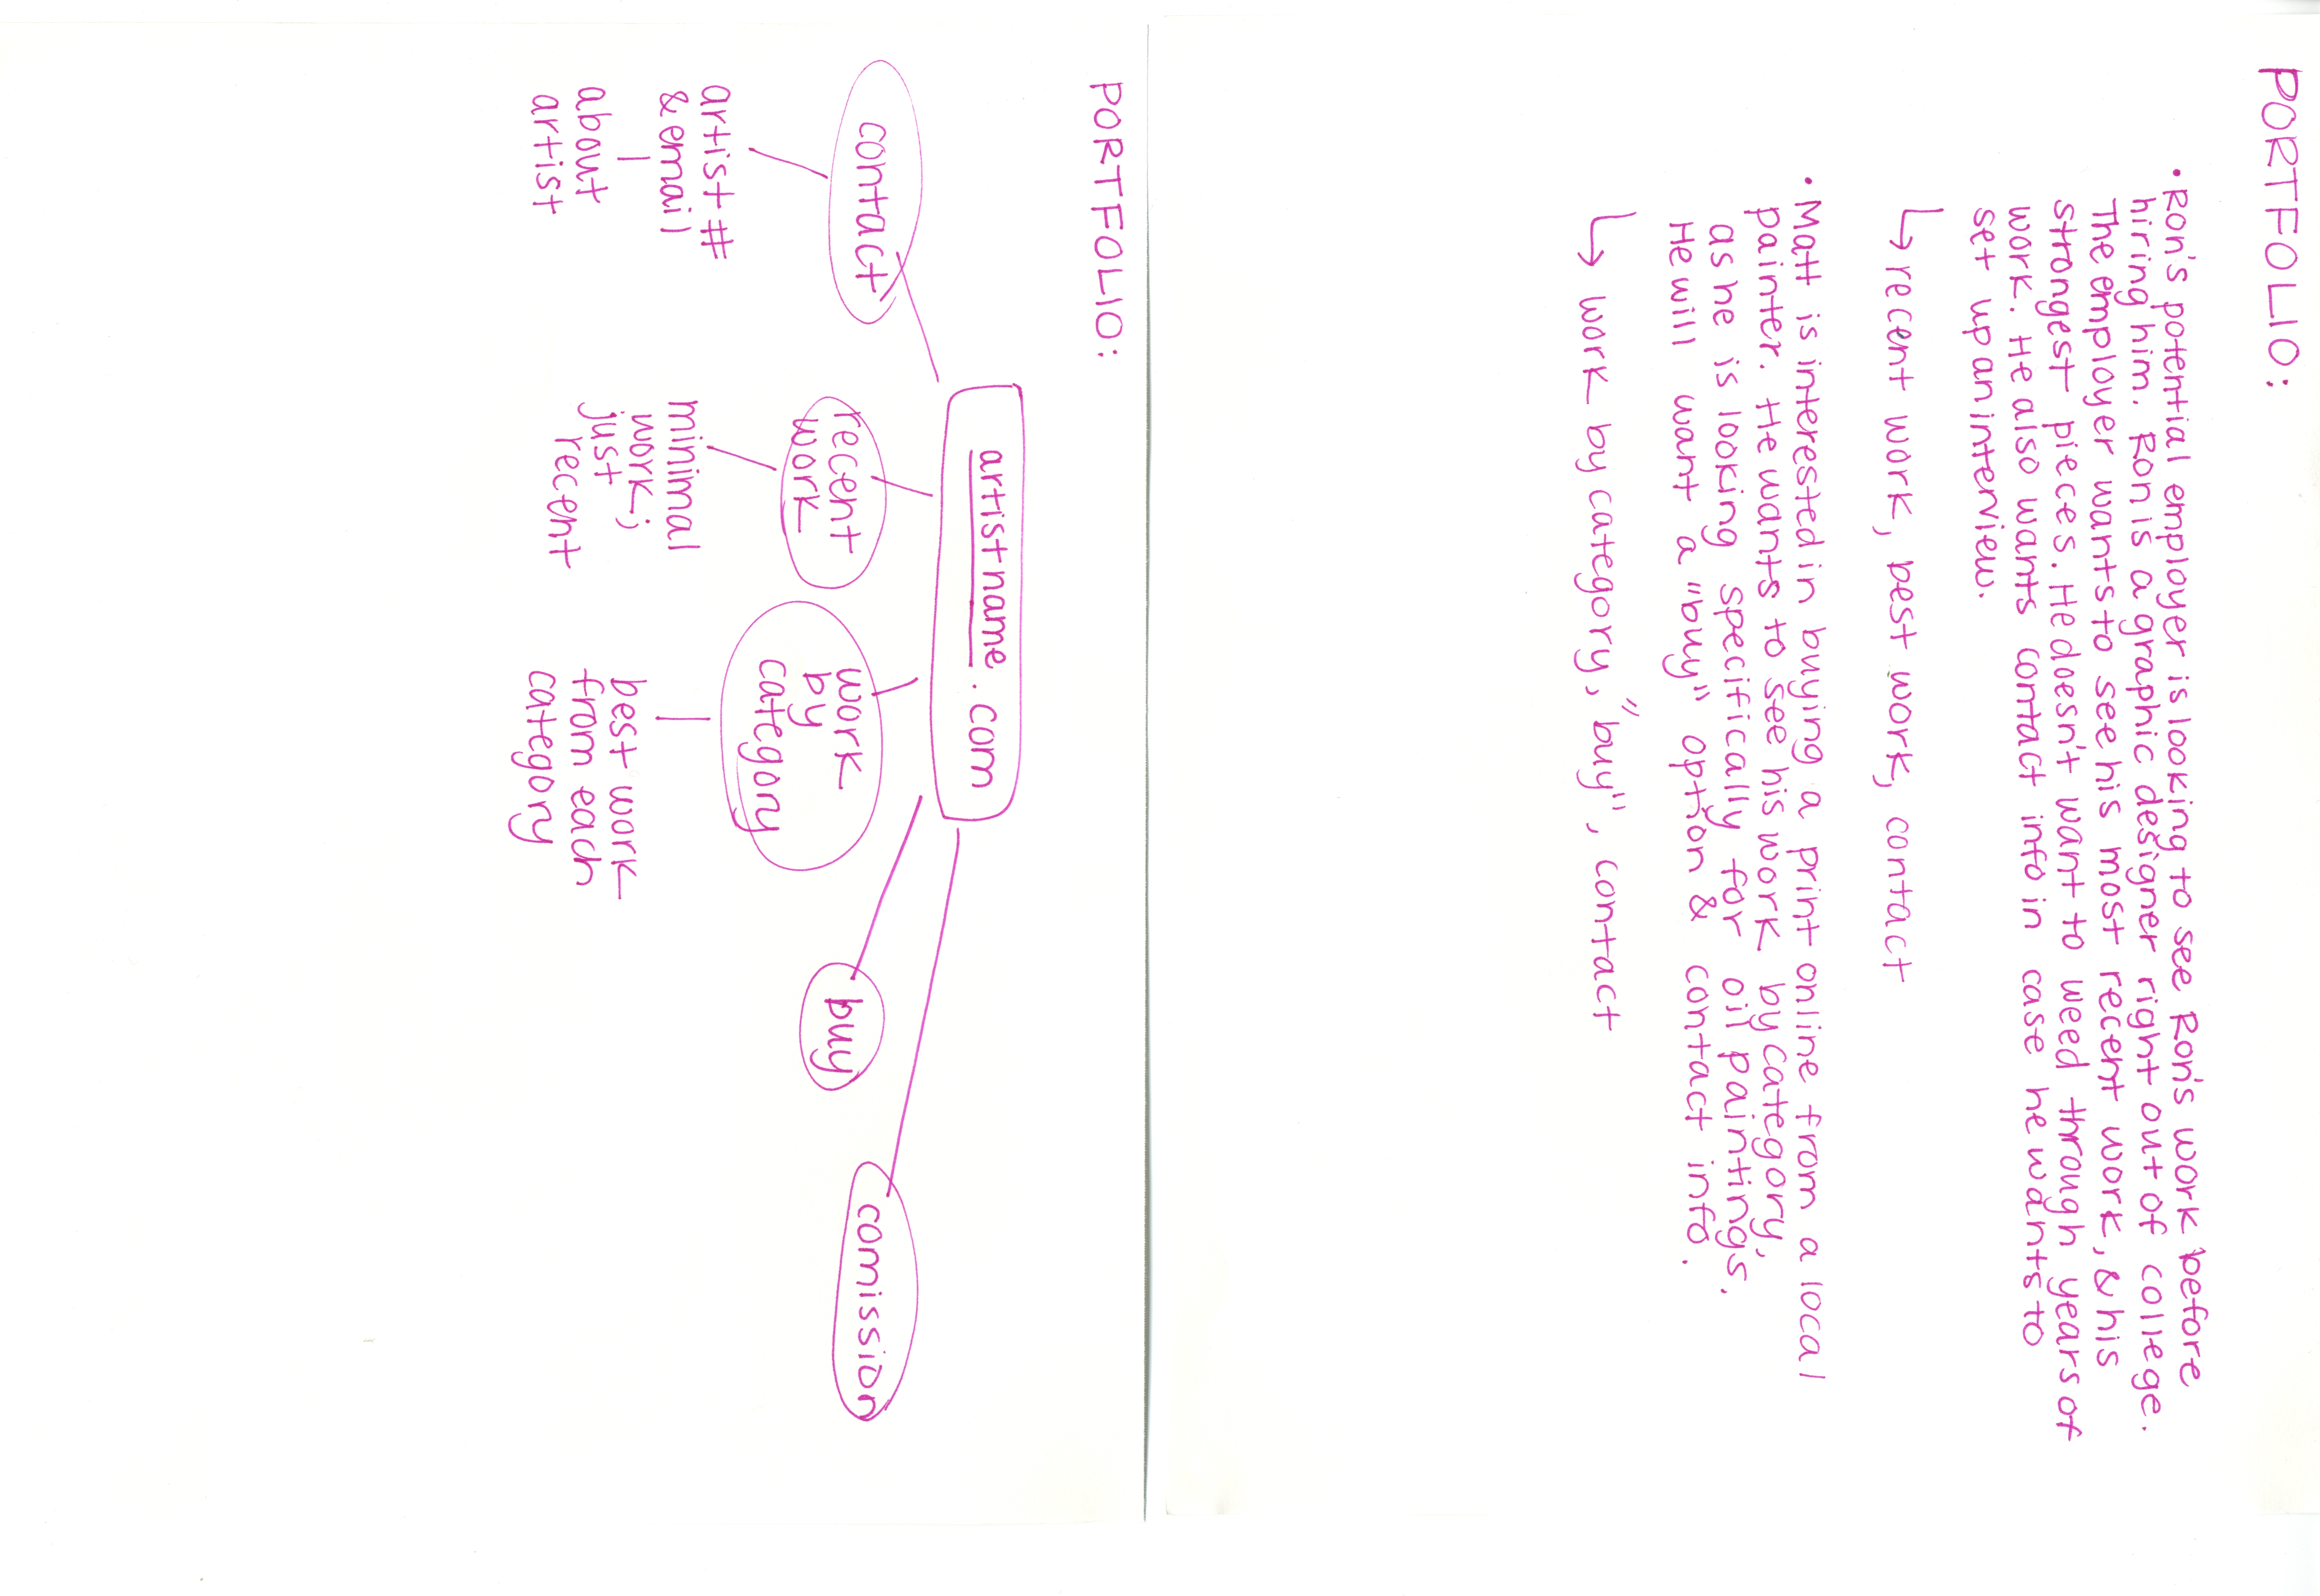 PORTFOLIO:
• Ron's potential employer is looking to see Ron's work before
hiring him. Ron is a graphic designer right out of college.
The employer wants to see his most recent work, & his
strongest pieces. He doesn't want to weed through years of
work. He also wants contact info in case he wants to
set up an interview.
↳ recent work, best work, contact
• Matt is interested in buying a print online from a local
painter. He wants to see his work by category,
as he is looking specifically for oil paintings.
He will want a "buy" option & contact info.
↳ work by category, "buy", contact
PORTFOLIO:
artistname.com
contact
artist #
& email
about
artist
recent
work
minimal
work;
just
recent
work
by
category
best work
from each
category
buy
comission